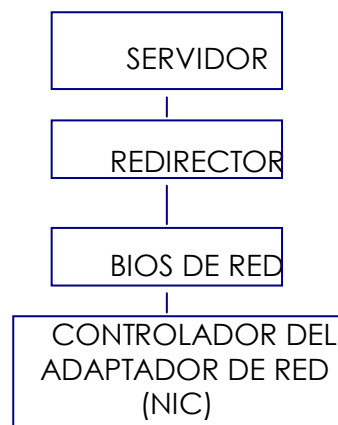 SERVIDOR
REDIRECTOR
BIOS DE RED
CONTROLADOR DEL
ADAPTADOR DE RED
(NIC)